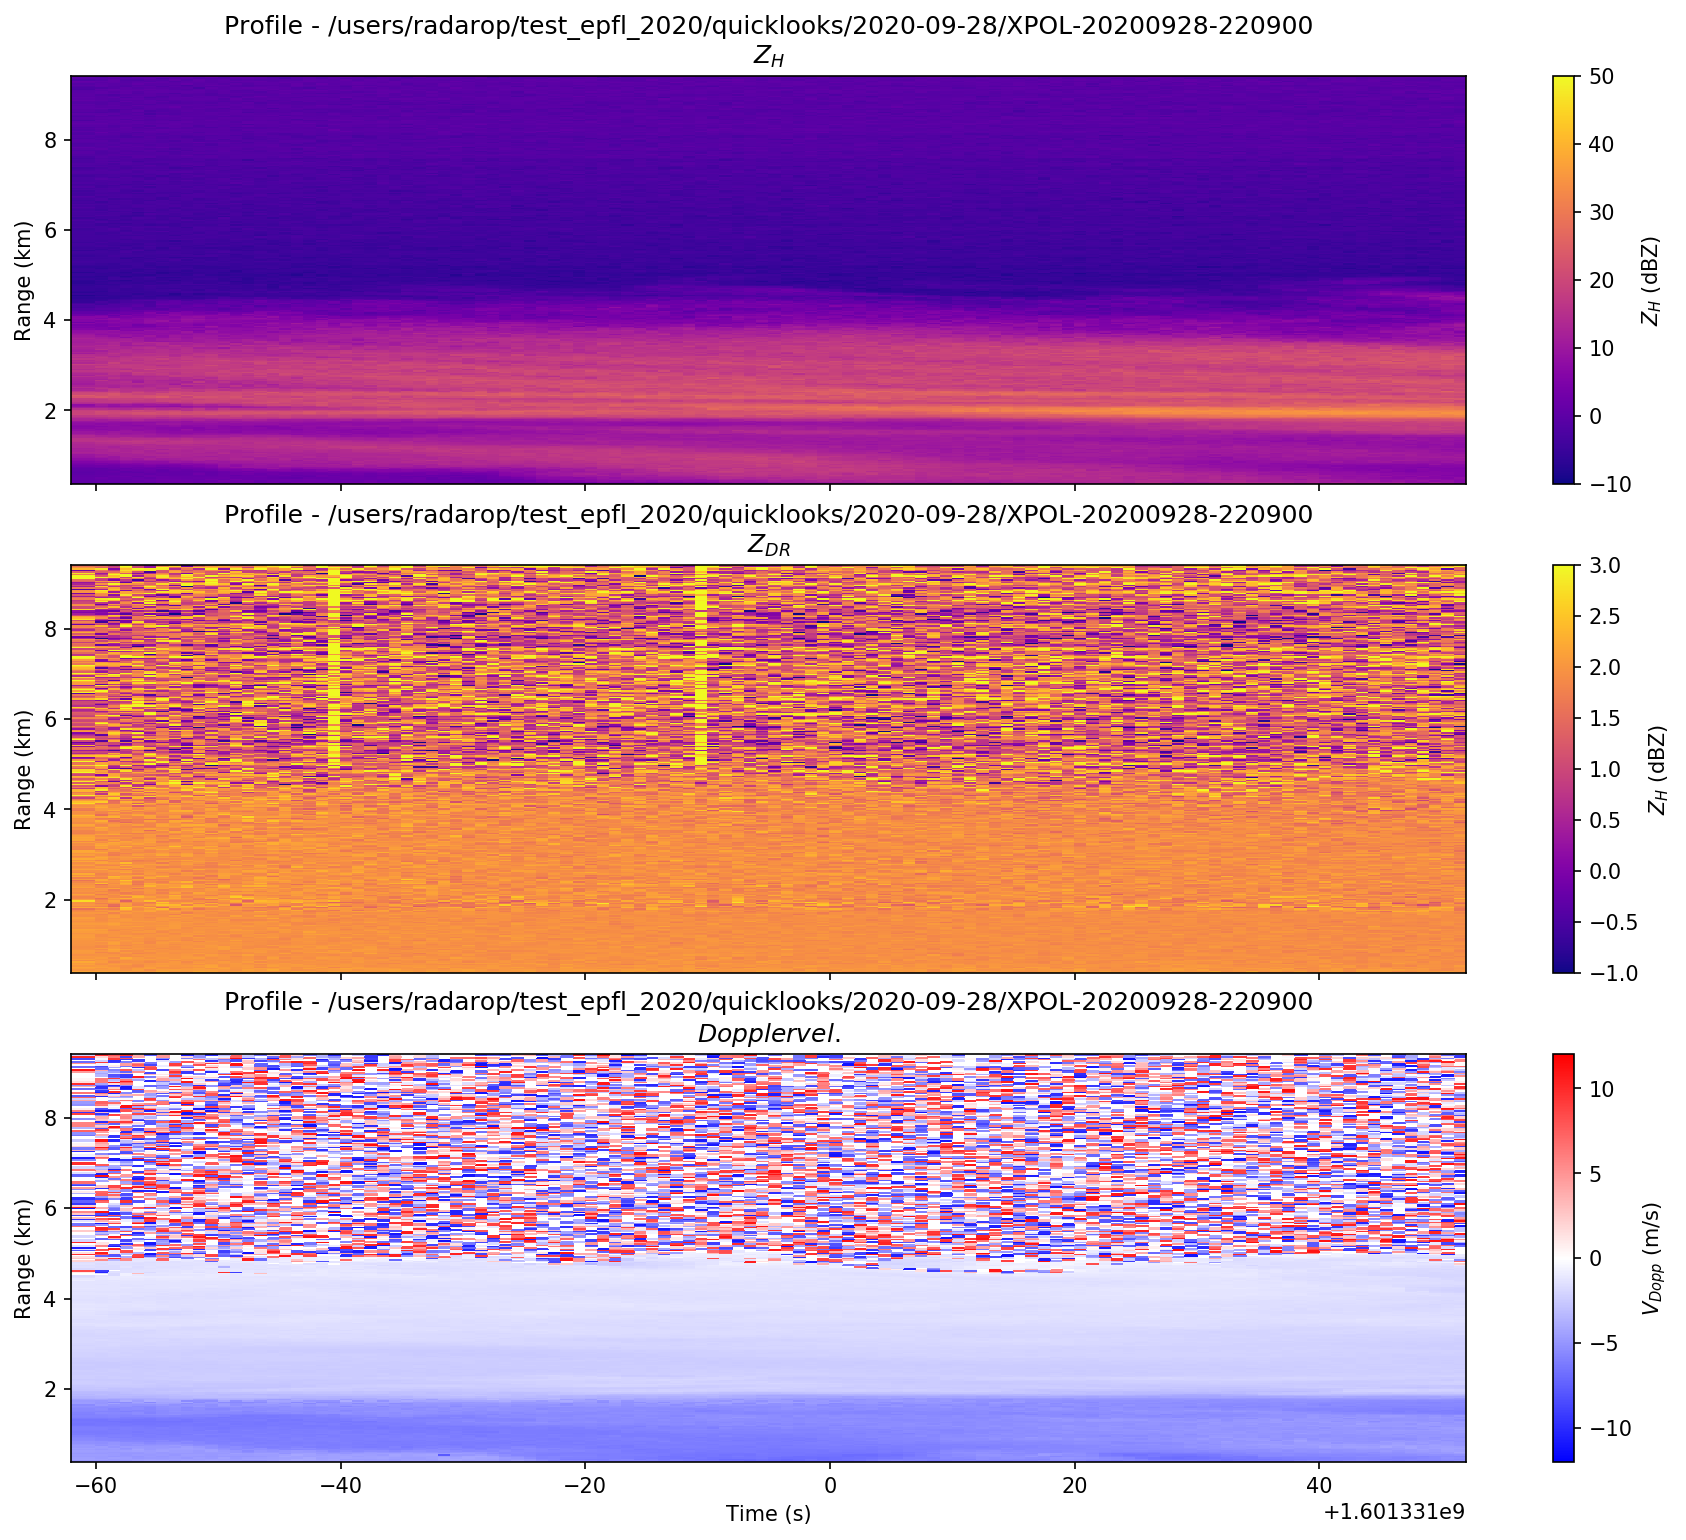 Profile - /users/radarop/test_epfl_2020/quicklooks/2020-09-28/XPOL-20200928-220900
Z_H
8
6
4
2
Range (km)
50
40
30
20
10
0
−10
Z_H (dBZ)
Profile - /users/radarop/test_epfl_2020/quicklooks/2020-09-28/XPOL-20200928-220900
Z_DR
8
6
4
2
Range (km)
3.0
2.5
2.0
1.5
1.0
0.5
0.0
−0.5
−1.0
Z_H (dBZ)
Profile - /users/radarop/test_epfl_2020/quicklooks/2020-09-28/XPOL-20200928-220900
Dopplervel.
8
6
4
2
Range (km)
−60 −40 −20 0 20 40
Time (s)
+1.601331e9
10
5
0
−5
−10
V_Dopp (m/s)